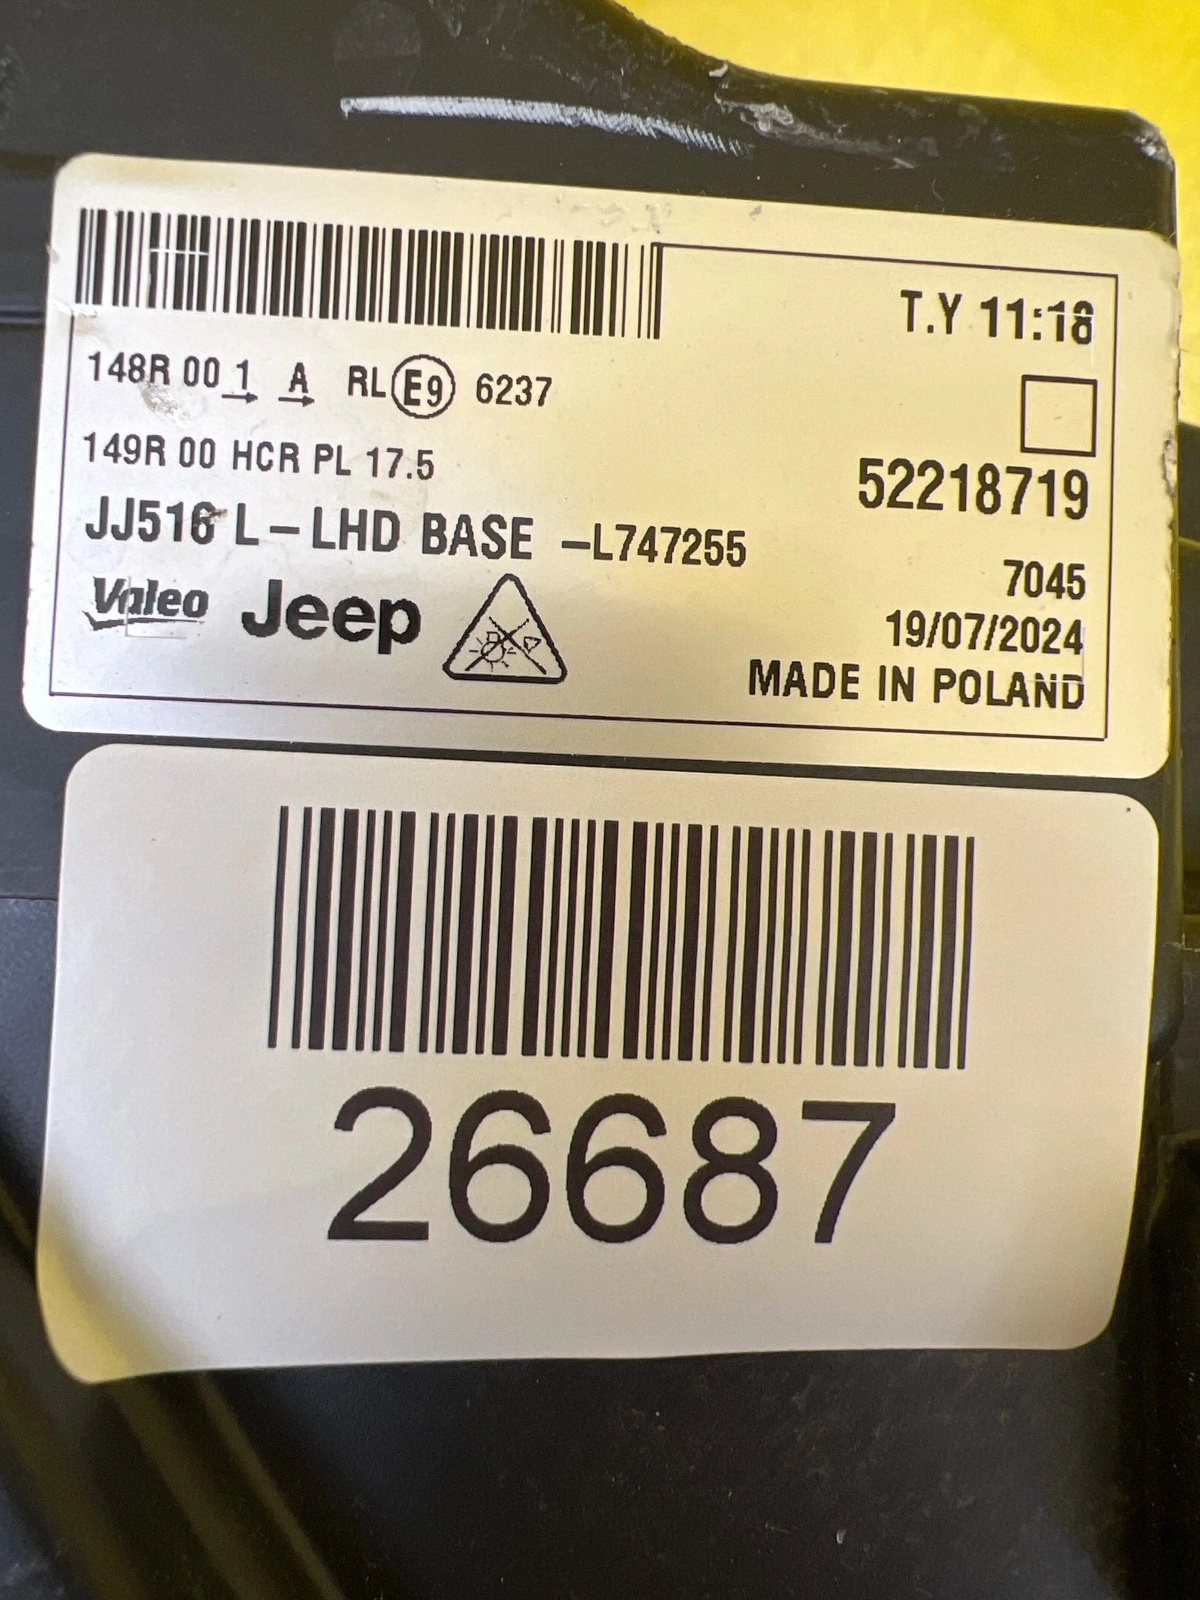 T.Y 11:18
148R 00 1 A RL E9 6237
149R 00 HCR PL 17.5
52218719
JJ516 L-LHD BASE -L747255
7045
Valeo Jeep
19/07/2024
MADE IN POLAND
26687